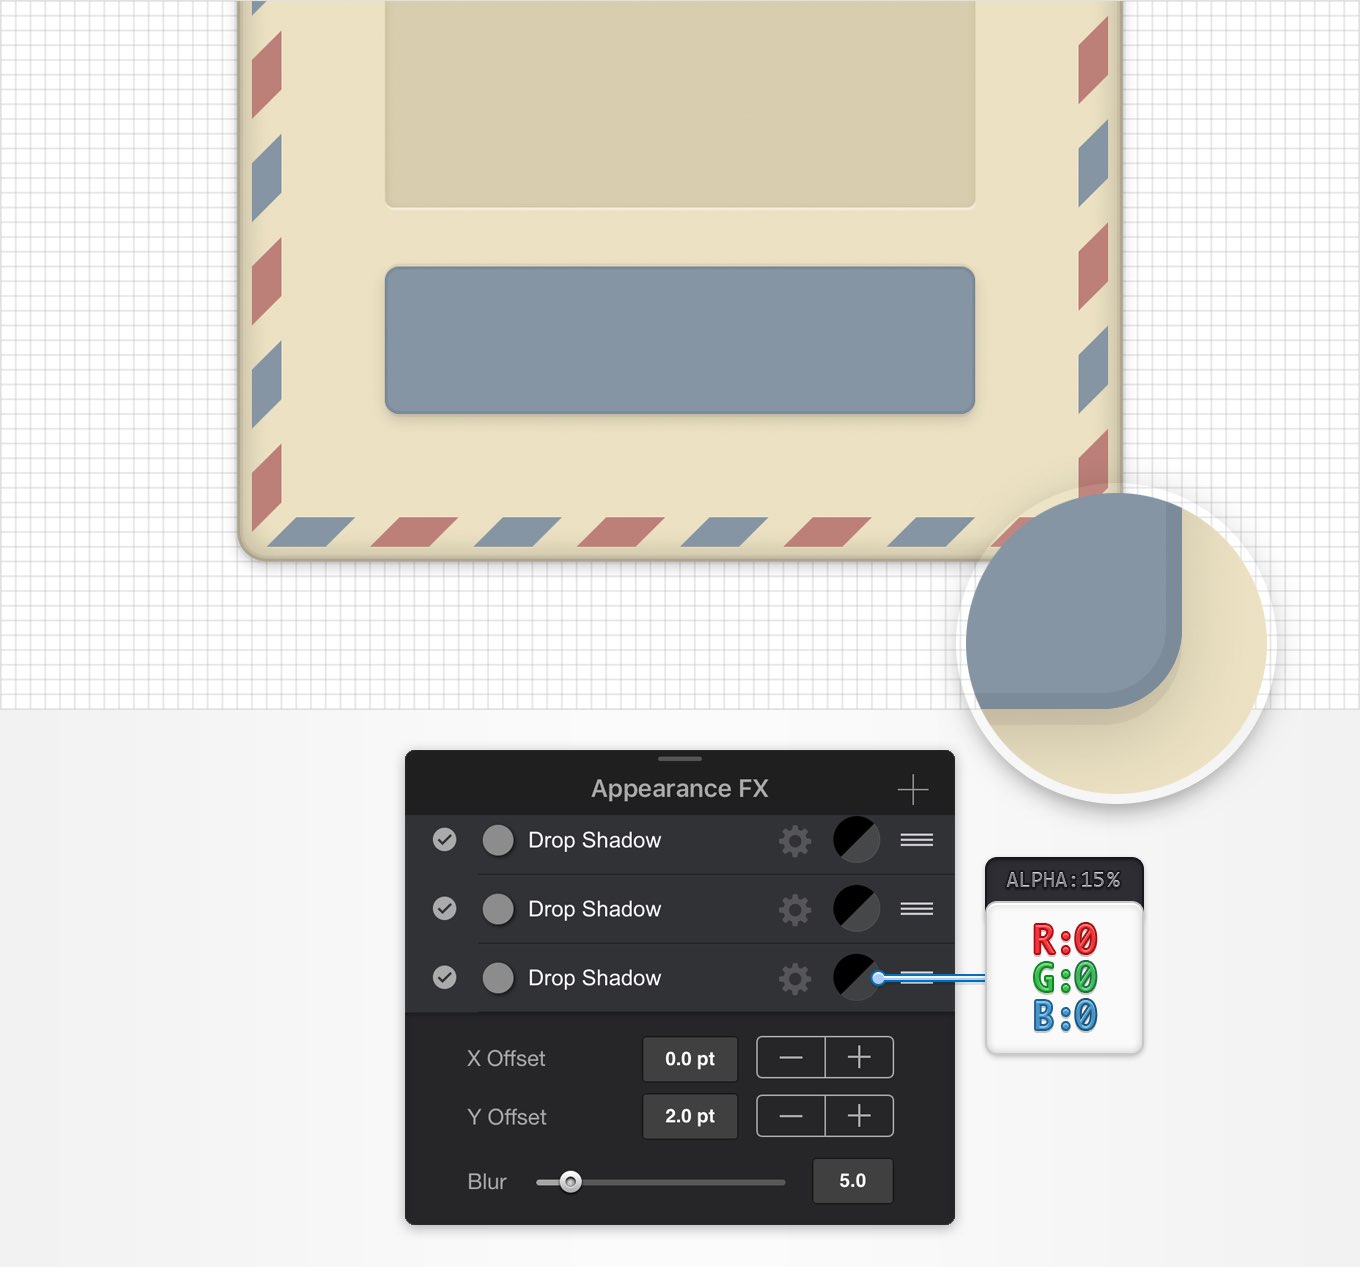 Appearance FX
Drop Shadow
Drop Shadow
Drop Shadow
X Offset 0.0 pt
Y Offset 2.0 pt
Blur 5.0
ALPHA:15%
R:0
G:0
B:0